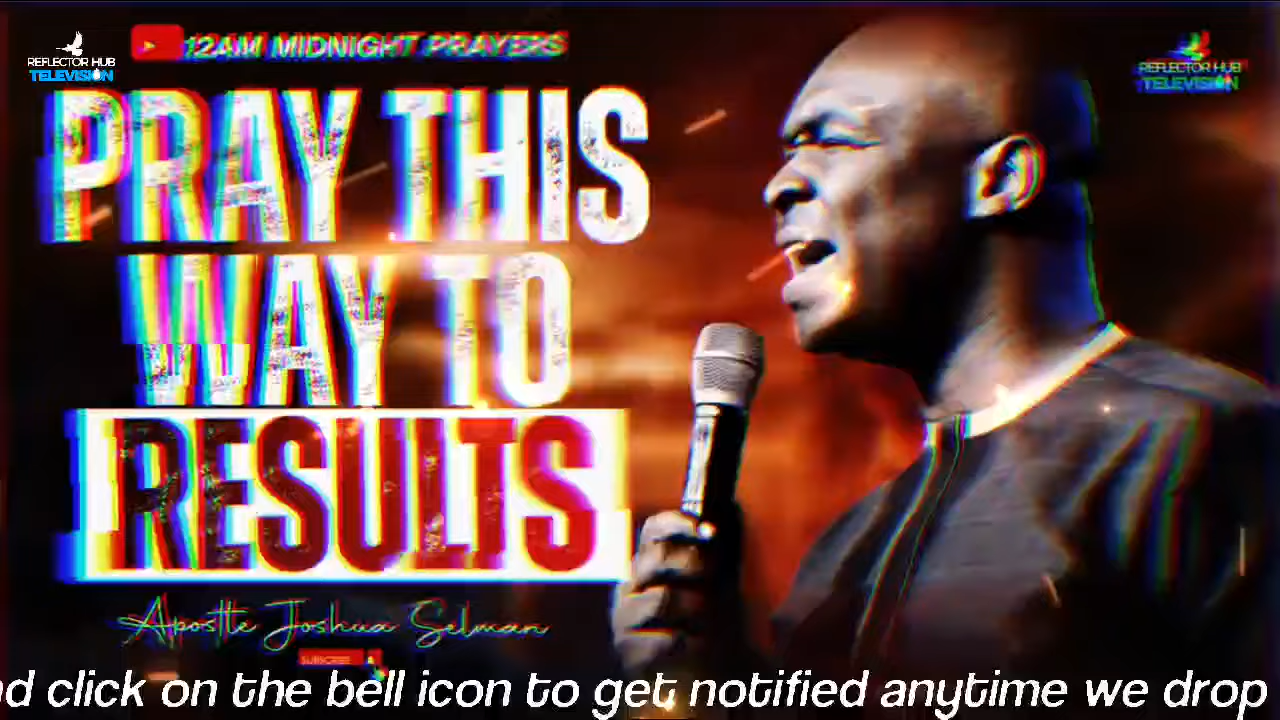 REFLECTOR HUB
TELEVISION
12AM MIDNIGHT PRAYERS
REFLECTOR HUB
TELEVISION
PRAY THIS
WAY TO
RESULTS
Apostle Joshua Selman
SUBSCRIBE
nd click on the bell icon to get notified anytime we drop